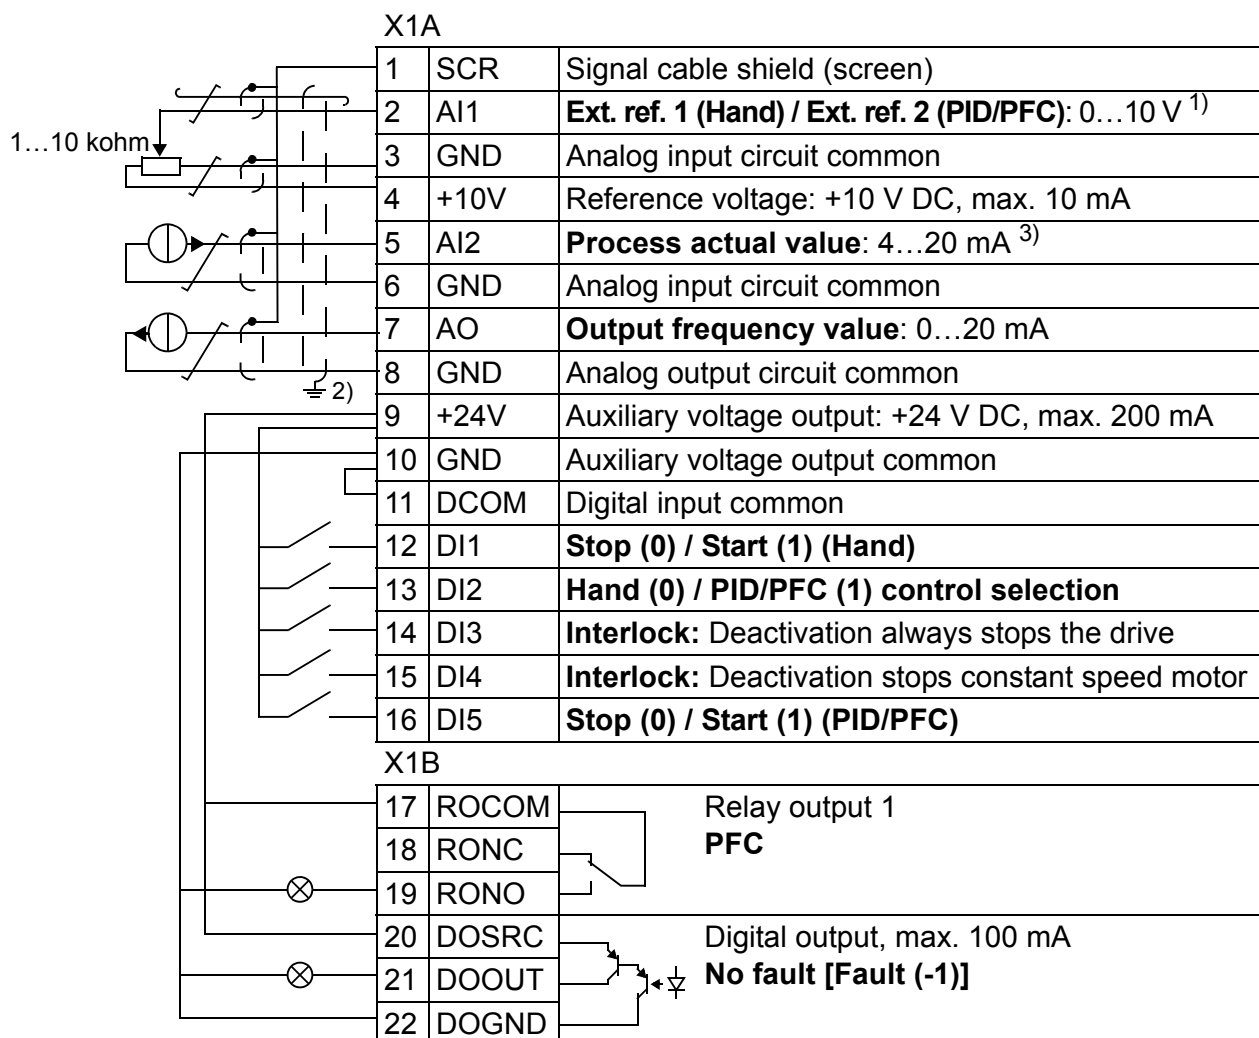 X1A
1 SCR Signal cable shield (screen)
2 AI1 Ext. ref. 1 (Hand) / Ext. ref. 2 (PID/PFC): 0…10 V 1)
1…10 kohm
3 GND Analog input circuit common
4 +10V Reference voltage: +10 V DC, max. 10 mA
5 AI2 Process actual value: 4…20 mA 3)
6 GND Analog input circuit common
7 AO Output frequency value: 0…20 mA
8 GND Analog output circuit common
2)
9 +24V Auxiliary voltage output: +24 V DC, max. 200 mA
10 GND Auxiliary voltage output common
11 DCOM Digital input common
12 DI1 Stop (0) / Start (1) (Hand)
13 DI2 Hand (0) / PID/PFC (1) control selection
14 DI3 Interlock: Deactivation always stops the drive
15 DI4 Interlock: Deactivation stops constant speed motor
16 DI5 Stop (0) / Start (1) (PID/PFC)
X1B
17 ROCOM Relay output 1
18 RONC PFC
19 RONO
20 DOSRC Digital output, max. 100 mA
21 DOOUT No fault [Fault (-1)]
22 DOGND